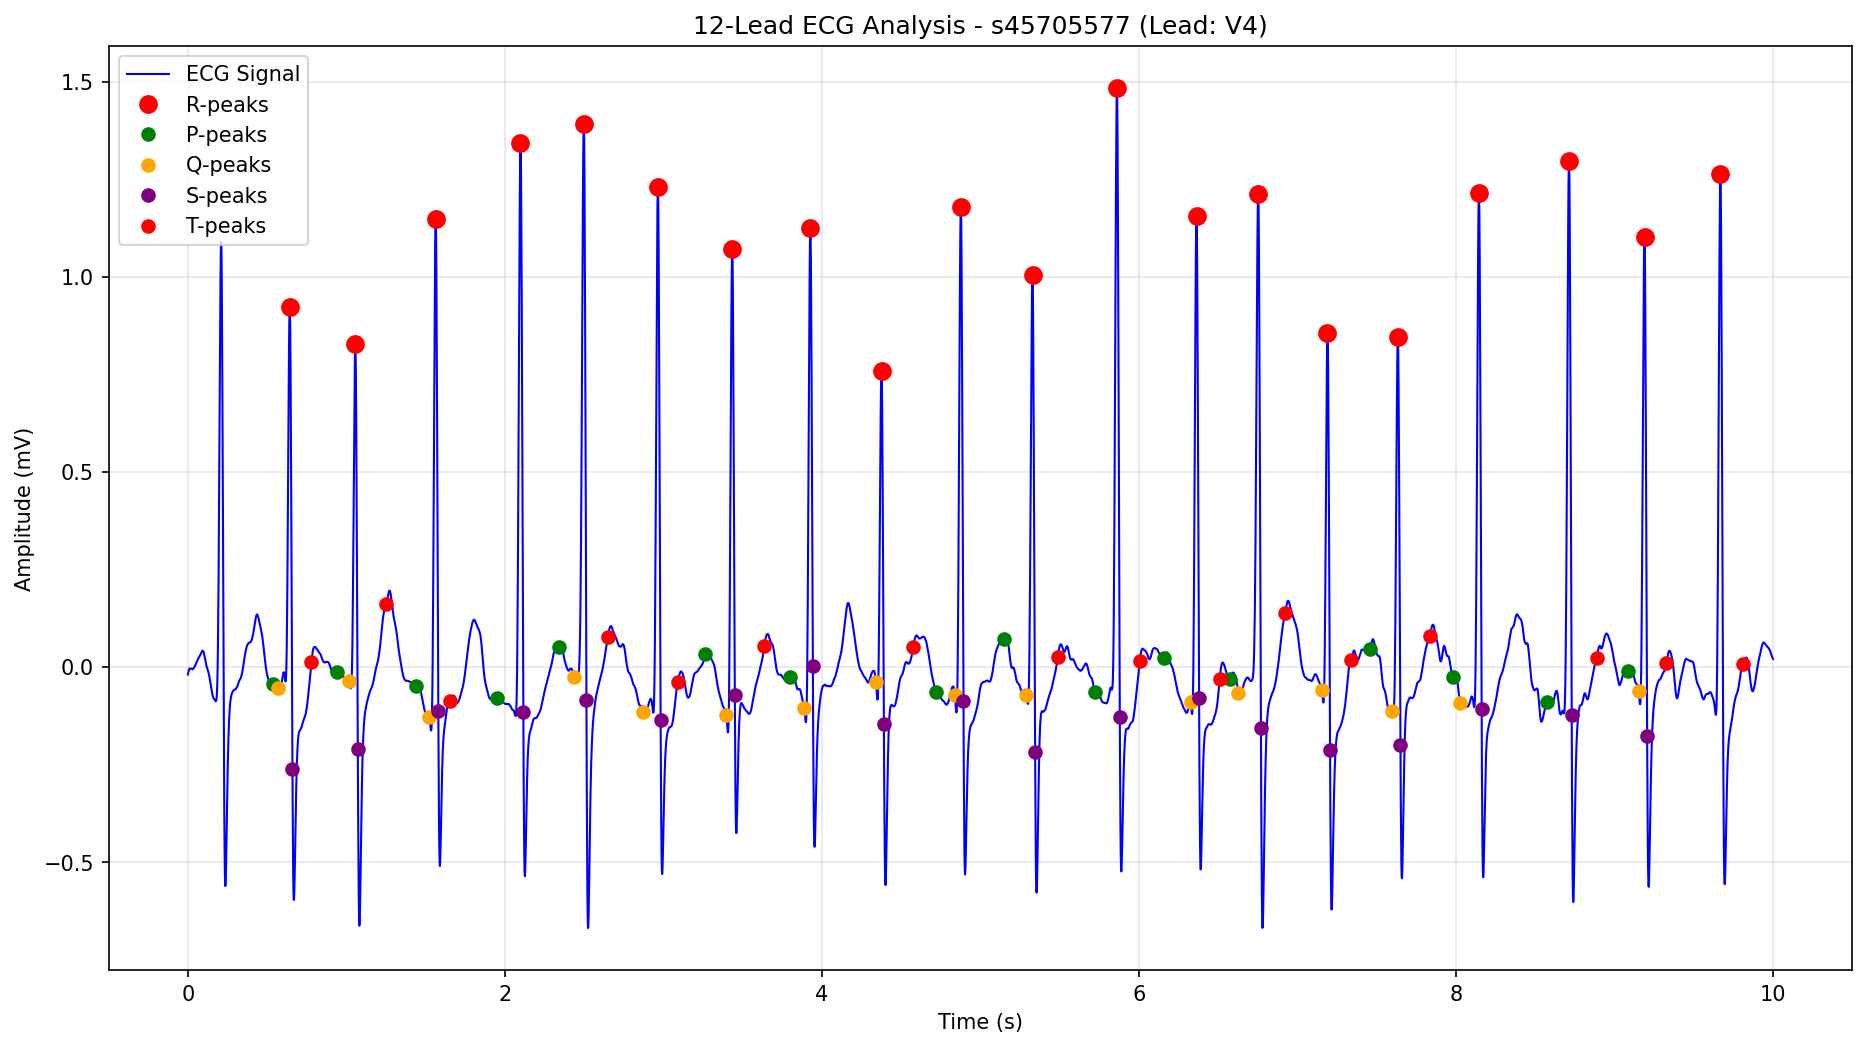 12-Lead ECG Analysis - s45705577 (Lead: V4)
ECG Signal
R-peaks
P-peaks
Q-peaks
S-peaks
T-peaks
1.5
1.0
0.5
0.0
−0.5
Amplitude (mV)
0 2 4 6 8 10
Time (s)